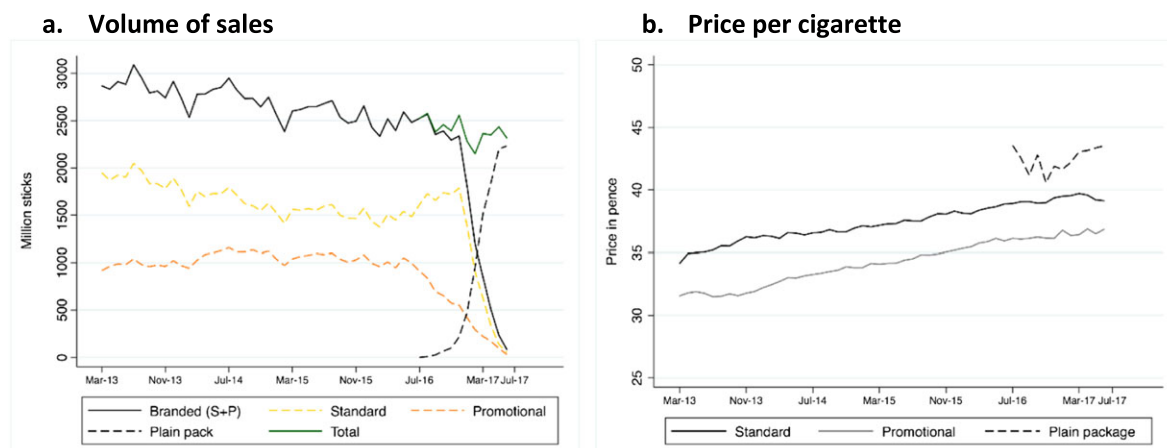 a. Volume of sales
3000
2500
2000
1500
1000
500
0
Million sticks
Mar-13 Nov-13 Jul-14 Mar-15 Nov-15 Jul-16 Mar-17 Jul-17
Branded (S+P) Standard Promotional
Plain pack Total
b. Price per cigarette
50
45
40
35
30
25
Price in pence
Mar-13 Nov-13 Jul-14 Mar-15 Nov-15 Jul-16 Mar-17 Jul-17
Standard Promotional Plain package